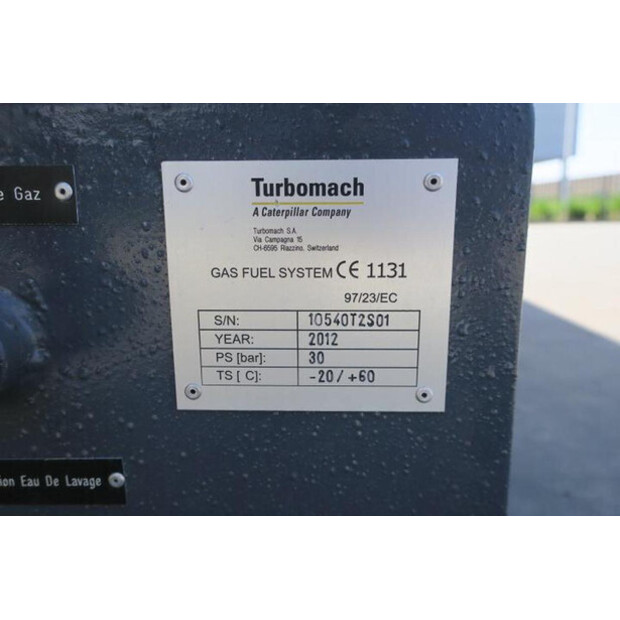 e Gaz
Turbomach
A Caterpillar Company
Turbomach S.A.
Via Campagna 15
CH-6595 Riazzino, Switzerland
GAS FUEL SYSTEM CE 1131
97/23/EC
S/N: 10540T2S01
YEAR: 2012
PS [bar]: 30
TS [ C]: -20 / +60
ion Eau De Lavage